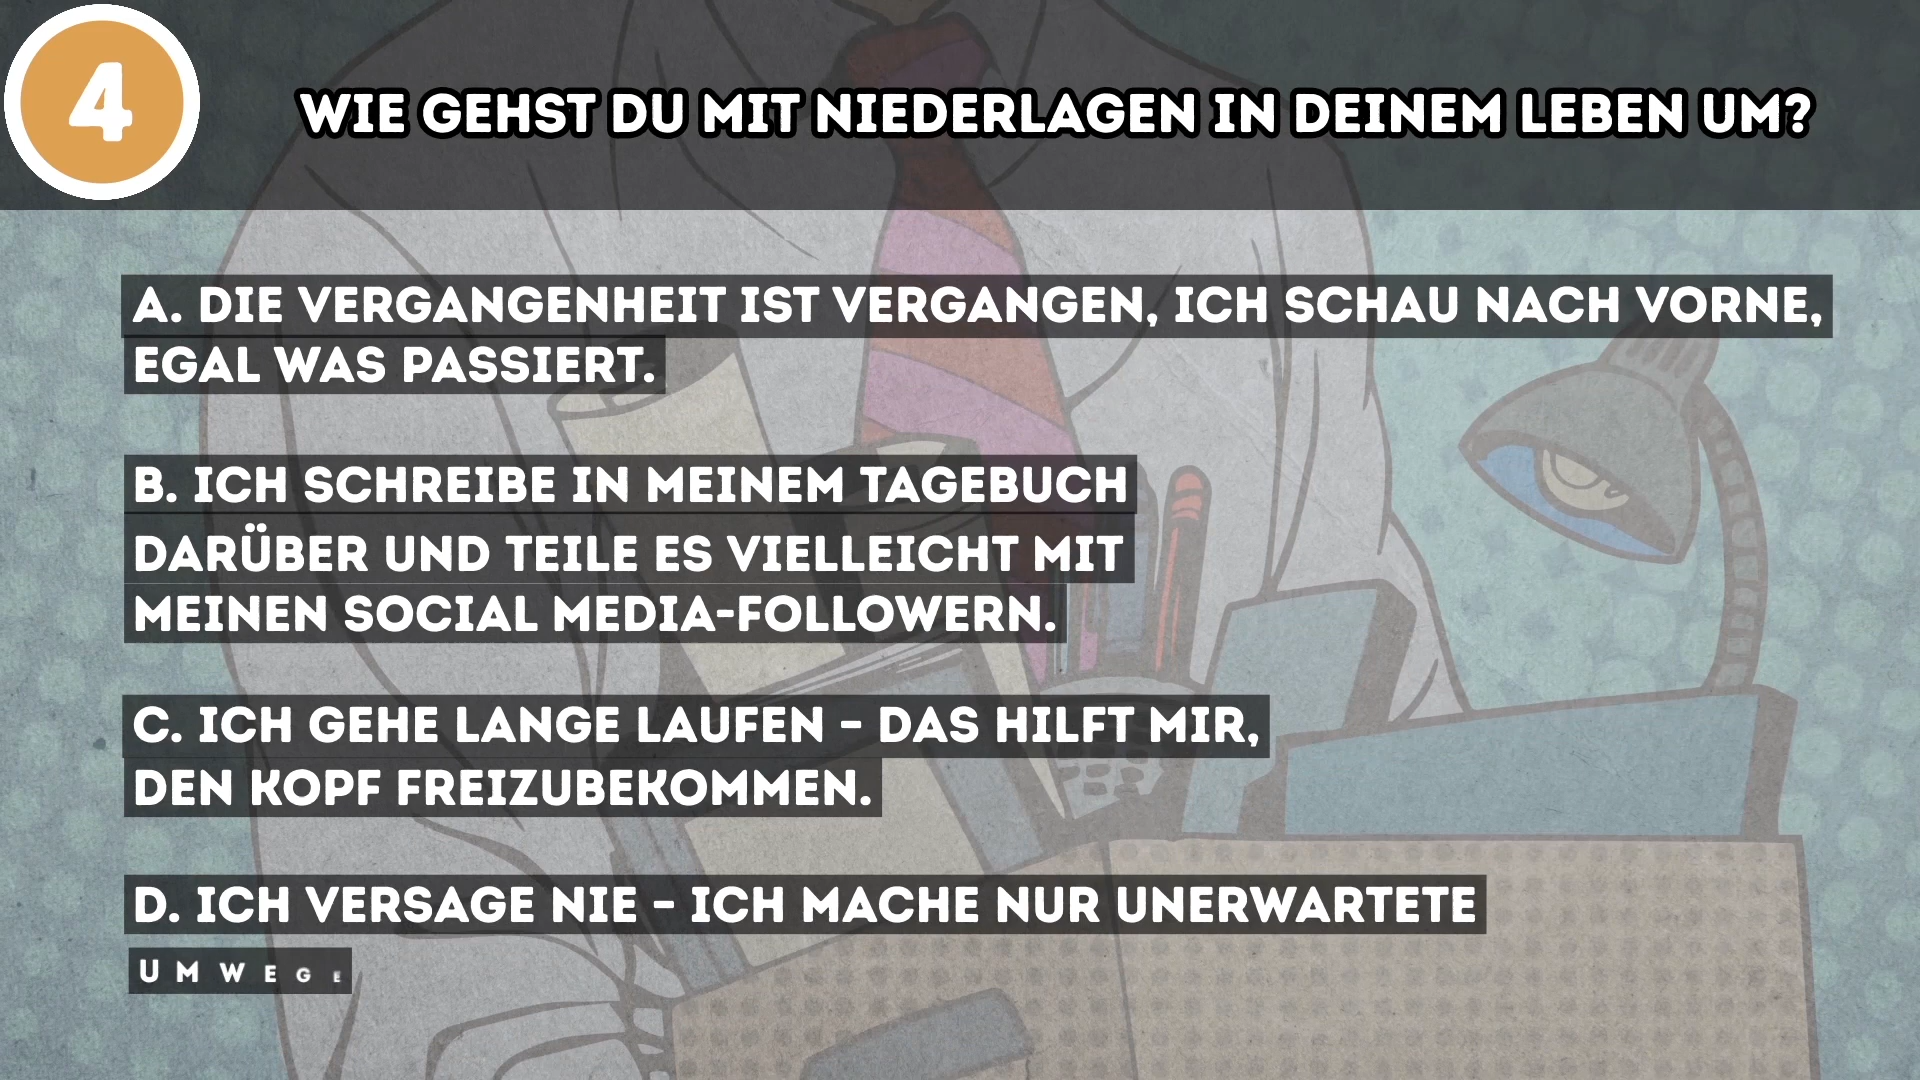 4
WIE GEHST DU MIT NIEDERLAGEN IN DEINEM LEBEN UM?
A. DIE VERGANGENHEIT IST VERGANGEN, ICH SCHAU NACH VORNE,
EGAL WAS PASSIERT.
B. ICH SCHREIBE IN MEINEM TAGEBUCH
DARÜBER UND TEILE ES VIELLEICHT MIT
MEINEN SOCIAL MEDIA-FOLLOWERN.
C. ICH GEHE LANGE LAUFEN – DAS HILFT MIR,
DEN KOPF FREIZUBEKOMMEN.
D. ICH VERSAGE NIE – ICH MACHE NUR UNERWARTETE
UMWEGE